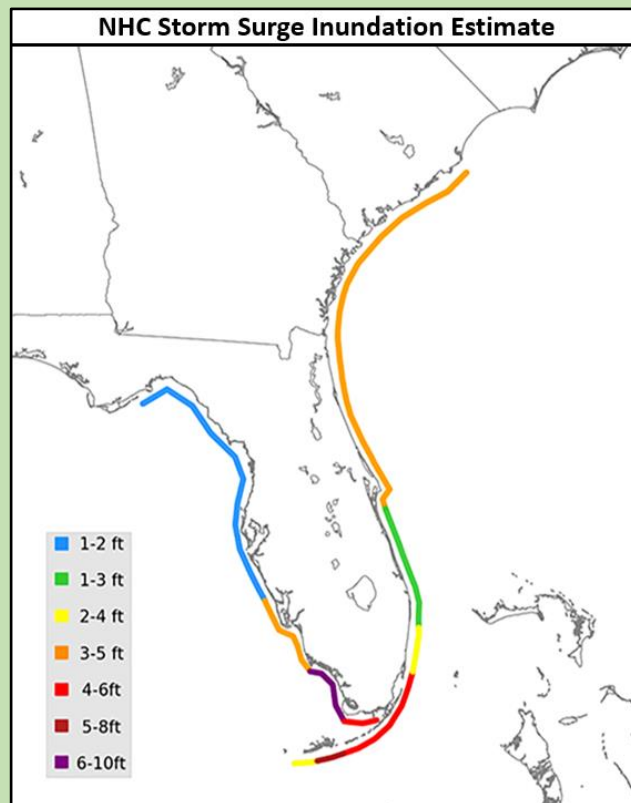 NHC Storm Surge Inundation Estimate
1-2 ft
1-3 ft
2-4 ft
3-5 ft
4-6ft
5-8ft
6-10ft